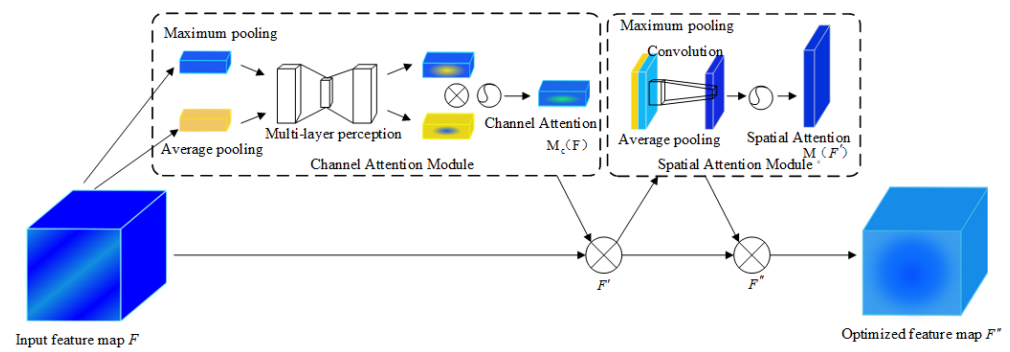 Maximum pooling
Average pooling
Multi-layer perception
Channel Attention
Mc(F)
Channel Attention Module
Maximum pooling
Convolution
Average pooling
Spatial Attention
M (F')
Spatial Attention Module
F'
F"
Input feature map F
Optimized feature map F"